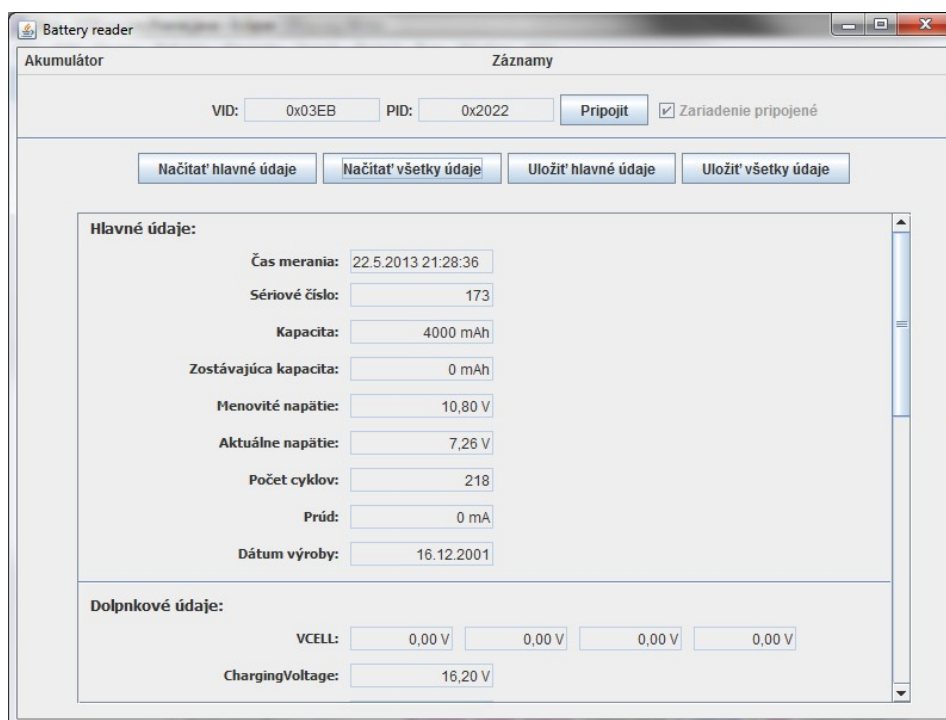 Battery reader
Akumulátor Záznamy
VID: 0x03EB PID: 0x2022 Pripojit Zariadenie pripojené
Načítať hlavné údaje Načítať všetky údaje Uložiť hlavné údaje Uložiť všetky údaje
Hlavné údaje:
Čas merania: 22.5.2013 21:28:36
Sériové číslo: 173
Kapacita: 4000 mAh
Zostávajúca kapacita: 0 mAh
Menovité napätie: 10,80 V
Aktuálne napätie: 7,26 V
Počet cyklov: 218
Prúd: 0 mA
Dátum výroby: 16.12.2001
Dolpnkové údaje:
VCELL: 0,00 V 0,00 V 0,00 V 0,00 V
ChargingVoltage: 16,20 V